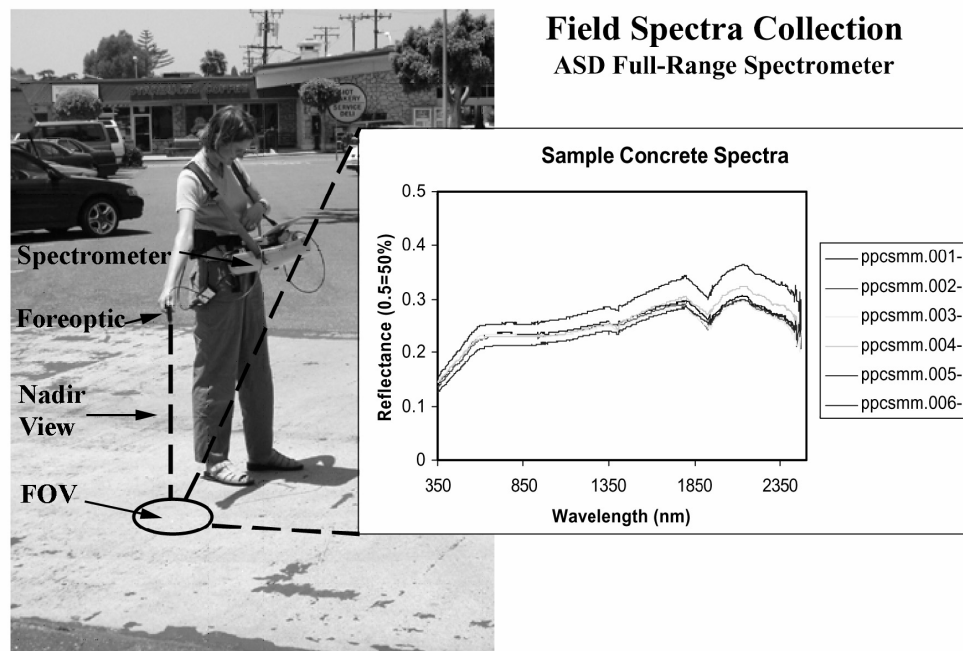 Field Spectra Collection
ASD Full-Range Spectrometer
SERVICE
DELI
Spectrometer
Foreoptic
Nadir
View
FOV
Sample Concrete Spectra
Reflectance (0.5=50%)
0.5
0.4
0.3
0.2
0.1
0
350 850 1350 1850 2350
Wavelength (nm)
ppcsmm.001-
ppcsmm.002-
ppcsmm.003-
ppcsmm.004-
ppcsmm.005-
ppcsmm.006-